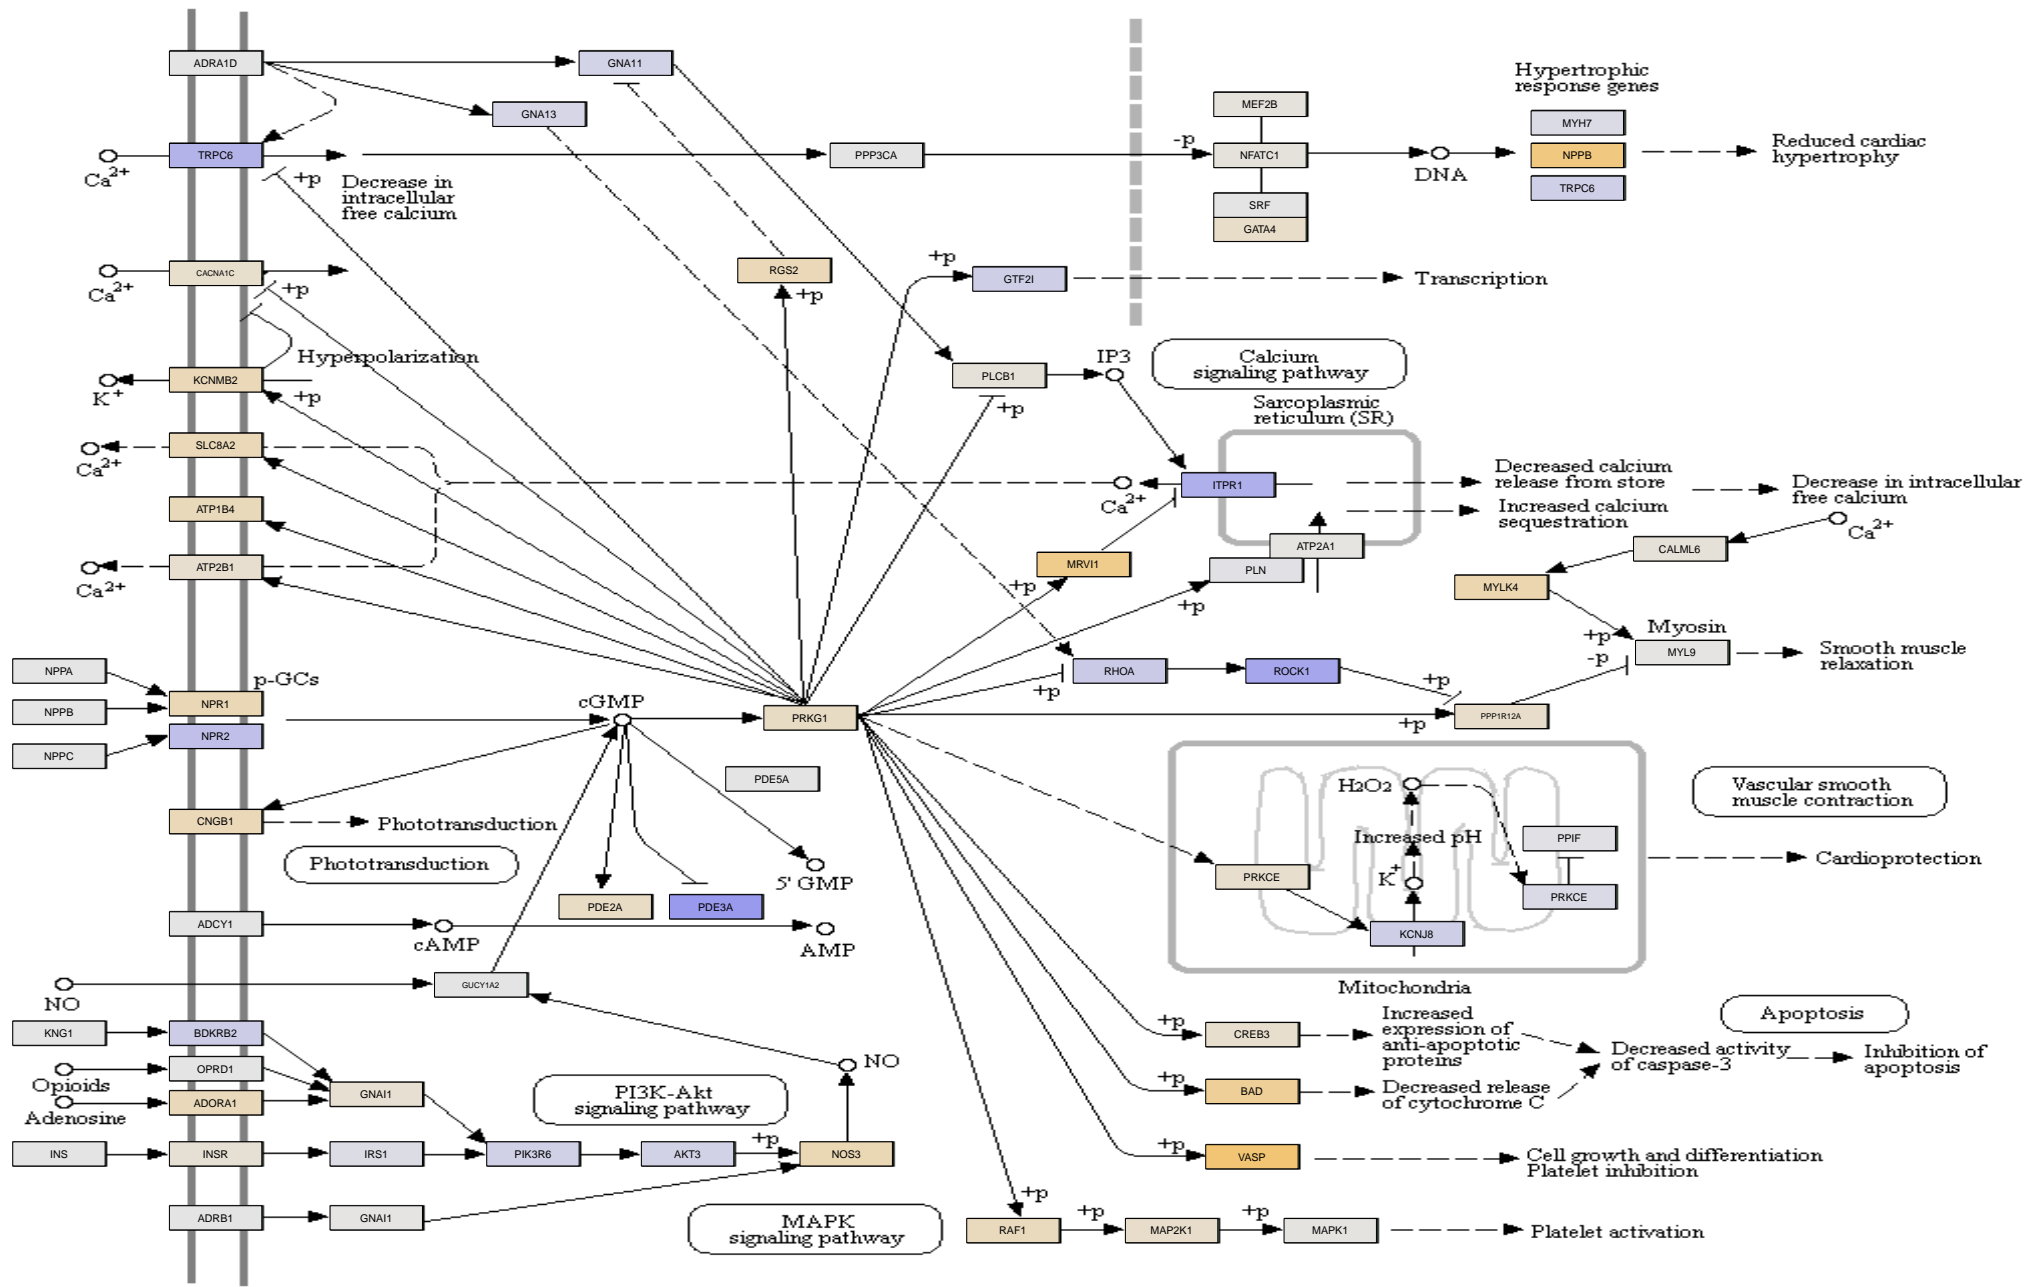 ADRA1D
GNA11
GNA13
Hypertrophic
response genes
MEF2B
MYH7
TRPC6
Ca2+
+p
Decrease in
intracellular
free calcium
PPP3CA
-p
NFATC1
DNA
NPPB
Reduced cardiac
hypertrophy
TRPC6
SRF
GATA4
CACNA1C
Ca2+
+p
RGS2
+p
+p
GTF2I
Transcription
Hyperpolarization
KCNMB2
K+
+p
PLCB1
+p
IP3
Calcium
signaling pathway
Sarcoplasmic
reticulum (SR)
SLC8A2
Ca2+
ATP1B4
ATP2B1
Ca2+
Ca2+
ITPR1
Decreased calcium
release from store
Increased calcium
sequestration
Decrease in intracellular
free calcium
Ca2+
ATP2A1
PLN
MRVI1
+p
+p
CALML6
MYLK4
+p
Myosin
-p
MYL9
Smooth muscle
relaxation
NPPA
NPPB
NPPC
p-GCs
NPR1
NPR2
cGMP
PRKG1
RHOA
+p
ROCK1
+p
+p
PPP1R12A
PDE5A
CNGB1
Phototransduction
Phototransduction
5' GMP
PDE2A
PDE3A
ADCY1
cAMP
AMP
H2O2
Increased pH
K+
PPIF
PRKCE
PRKCE
KCNJ8
Mitochondria
Vascular smooth
muscle contraction
Cardioprotection
NO
GUCY1A2
KNG1
BDKRB2
Opioids
OPRD1
Adenosine
ADORA1
GNAI1
PI3K-Akt
signaling pathway
NO
INS
INSR
IRS1
PIK3R6
AKT3
+p
NOS3
ADRB1
GNAI1
MAPK
signaling pathway
+p
CREB3
Increased
expression of
anti-apoptotic
proteins
Apoptosis
Decreased activity
of caspase-3
Inhibition of
apoptosis
+p
BAD
Decreased release
of cytochrome C
+p
VASP
Cell growth and differentiation
Platelet inhibition
+p
RAF1
+p
MAP2K1
+p
MAPK1
Platelet activation